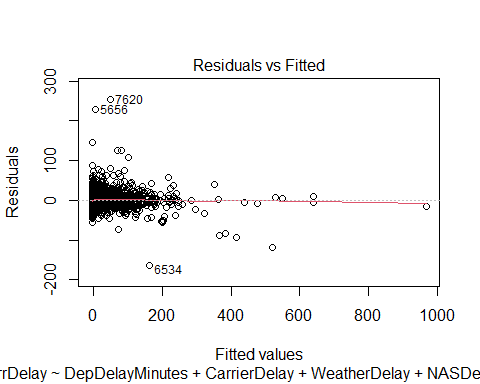 Residuals vs Fitted
300
0
-200
Residuals
7620
5656
6534
0 200 400 600 800 1000
Fitted values
rrDelay ~ DepDelayMinutes + CarrierDelay + WeatherDelay + NASDe